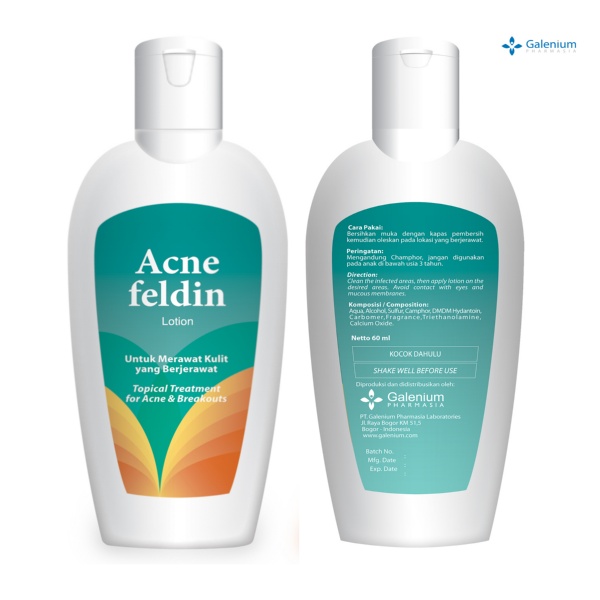 Galenium
PHARMASIA
Acne
feldin
Lotion
Untuk Merawat Kulit
yang Berjerawat
Topical Treatment
for Acne & Breakouts
Cara Pakai:
Bersihkan muka dengan kapas pembersih
kemudian oleskan pada lokasi yang berjerawat.
Peringatan:
Mengandung Champhor, jangan digunakan
pada anak di bawah usia 3 tahun.
Direction:
Clean the infected areas, then apply lotion on the
desired areas. Avoid contact with eyes and
mucous membranes.
Komposisi / Composition:
Aqua, Alcohol, Sulfur, Camphor, DMDM Hydantoin,
Carbomer, Fragrance, Triethanolamine,
Calcium Oxide.
Netto 60 ml
KOCOK DAHULU
SHAKE WELL BEFORE USE
Diproduksi dan didistribusikan oleh:
Galenium
PHARMASIA
PT. Galenium Pharmasia Laboratories
Jl. Raya Bogor KM 51,5
Bogor - Indonesia
www.galenium.com
Batch No. :
Mfg. Date :
Exp. Date :